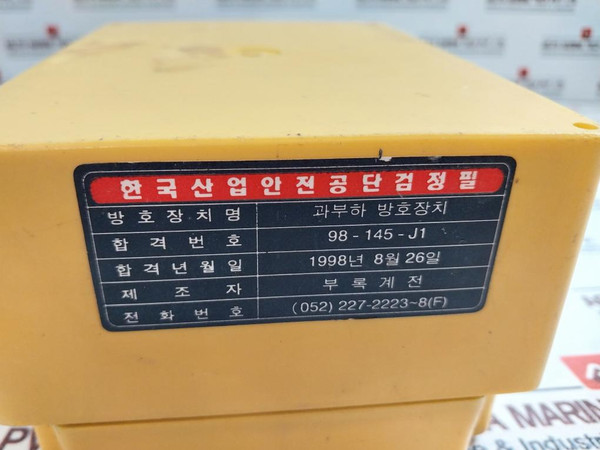 한국산업안전공단검정필
방호장치명 과부하 방호장치
합격번호 98-145-J1
합격년월일 1998년 8월 26일
제조자 부록계전
전화번호 (052) 227-2223~8(F)
A MARIN
& Industria